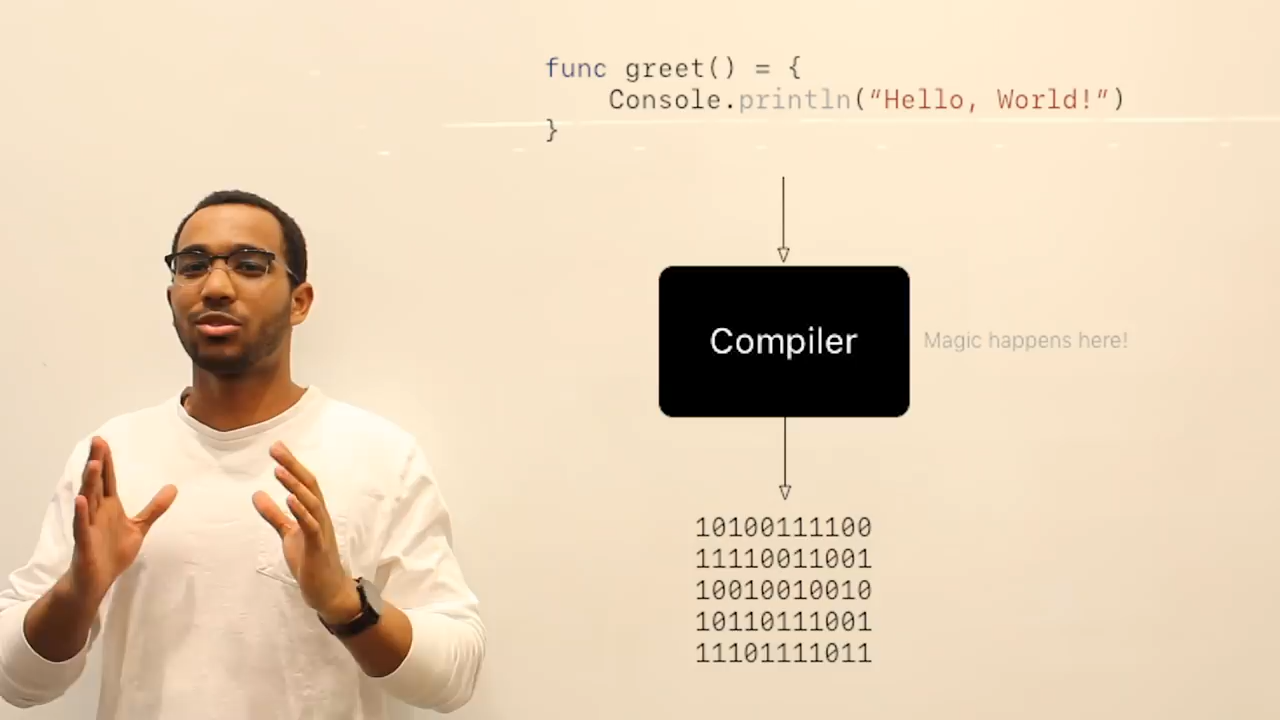 func greet() = {
Console.println(“Hello, World!”)
}
Compiler
Magic happens here!
10100111100
11110011001
10010010010
10110111001
11101111011